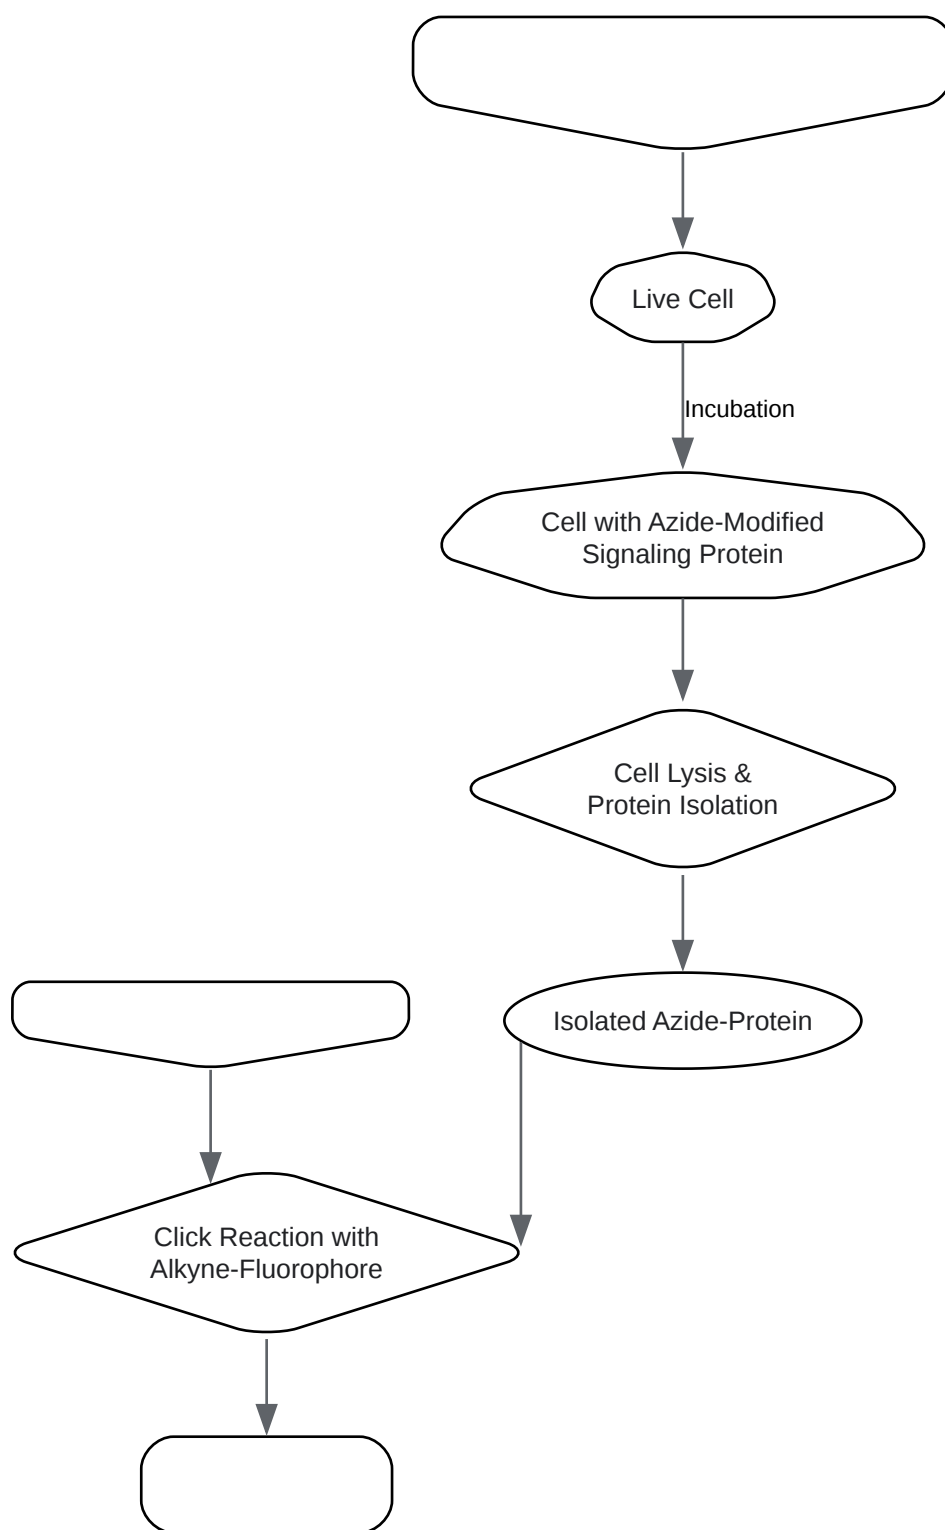 Live Cell
Incubation
Cell with Azide-Modified
Signaling Protein
Cell Lysis &
Protein Isolation
Isolated Azide-Protein
Click Reaction with
Alkyne-Fluorophore